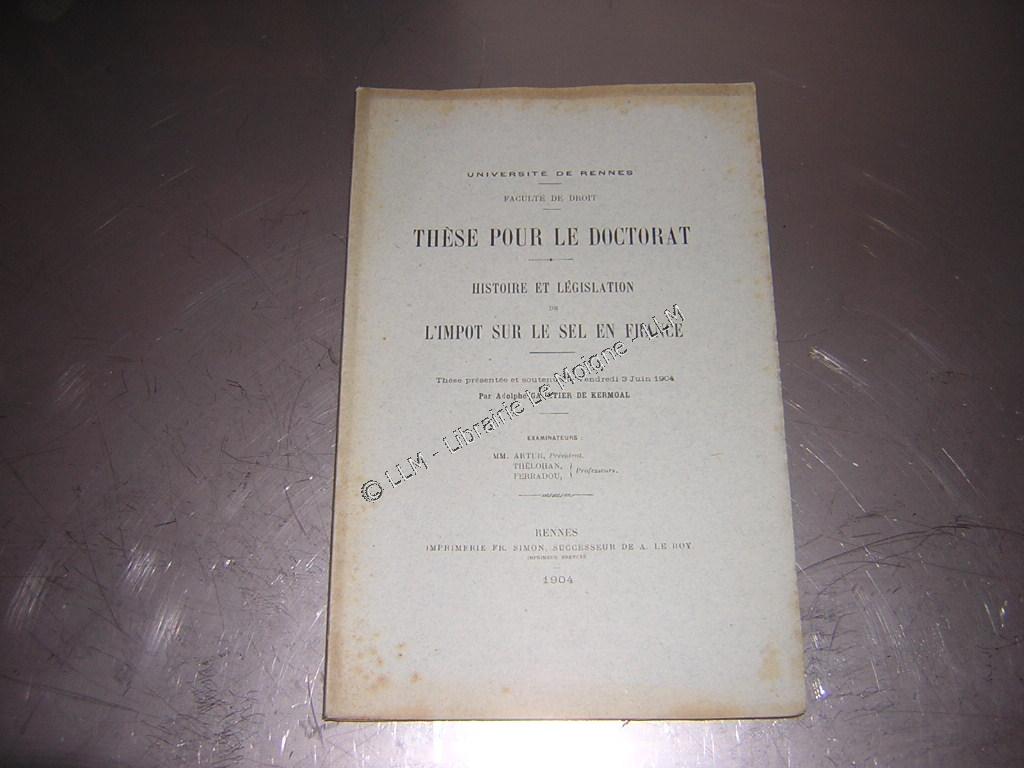 UNIVERSITÉ DE RENNES
FACULTÉ DE DROIT
THÈSE POUR LE DOCTORAT
HISTOIRE ET LÉGISLATION
DE
L'IMPOT SUR LE SEL EN FRANCE
Thèse présentée et soutenue Vendredi 3 Juin 1904
Par Adolphe DE KERMOAL
EXAMINATEURS :
MM. ARTUR, Président.
THÉLOHAN,
FERRADOU,
Professeurs.
RENNES
IMPRIMERIE FR. SIMON, SUCCESSEUR DE A. LE ROY
IMPRIMEUR BREVETÉ
1904
© LLM - Librairie Le Moigne - LLM